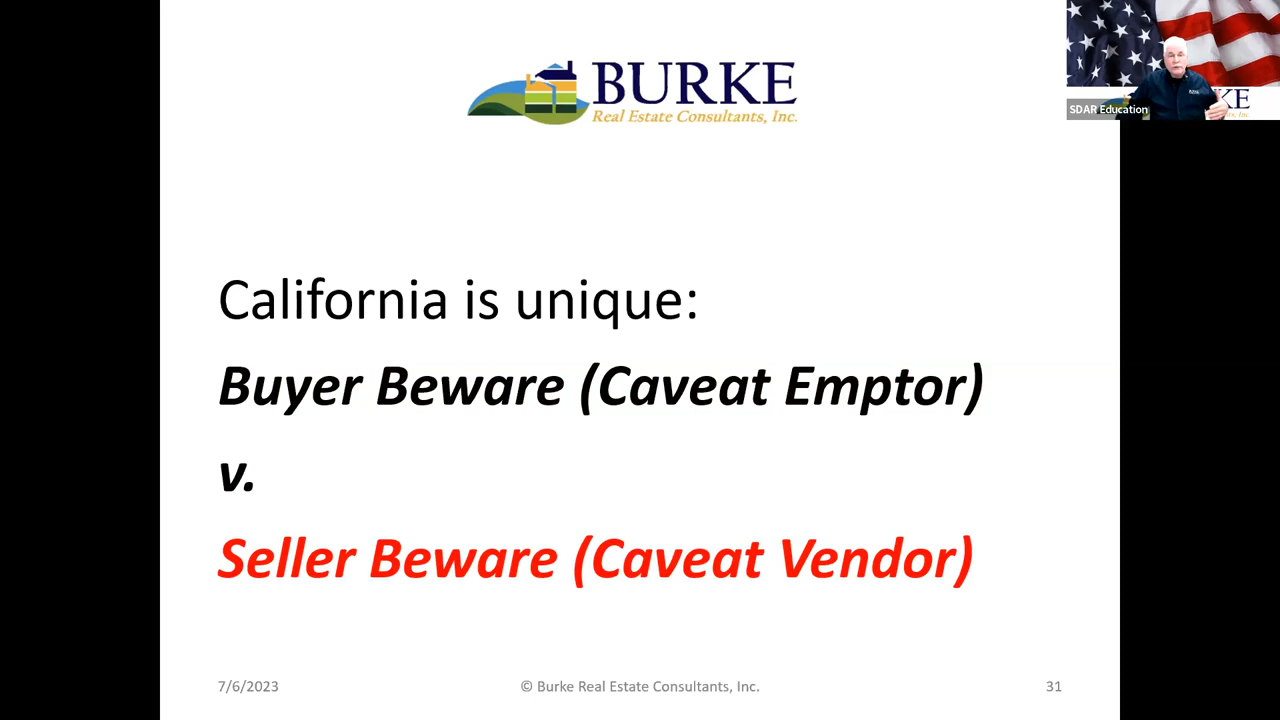 BURKE
Real Estate Consultants, Inc.
SDAR Education
KE
California is unique:
Buyer Beware (Caveat Emptor)
v.
Seller Beware (Caveat Vendor)
7/6/2023
© Burke Real Estate Consultants, Inc.
31